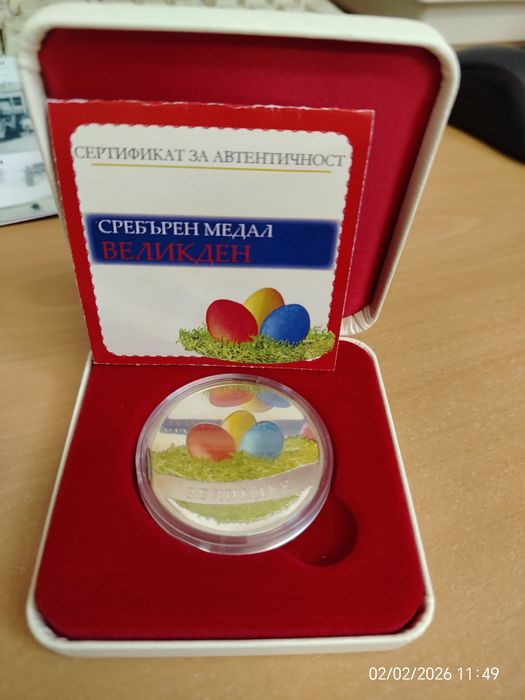 СЕРТИФИКАТ ЗА АВТЕНТИЧНОСТ
СРЕБЪРЕН МЕДАЛ
ВЕЛИКДЕН
ВЕЛИКДЕН
02/02/2026 11:49